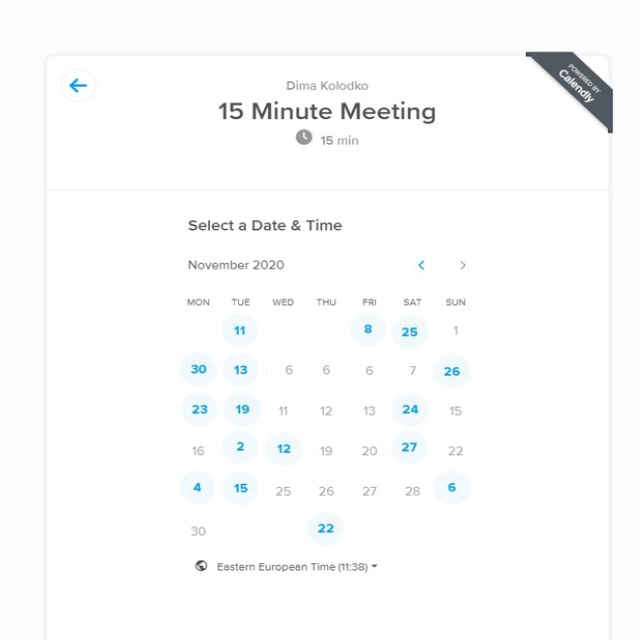 POWERED BY
Calendly
Dima Kolodko
15 Minute Meeting
15 min
Select a Date & Time
November 2020
MON TUE WED THU FRI SAT SUN
11 8 25 1
30 13 6 6 6 7 26
23 19 11 12 13 24 15
16 2 12 19 20 27 22
4 15 25 26 27 28 6
30 22
Eastern European Time (11:38)